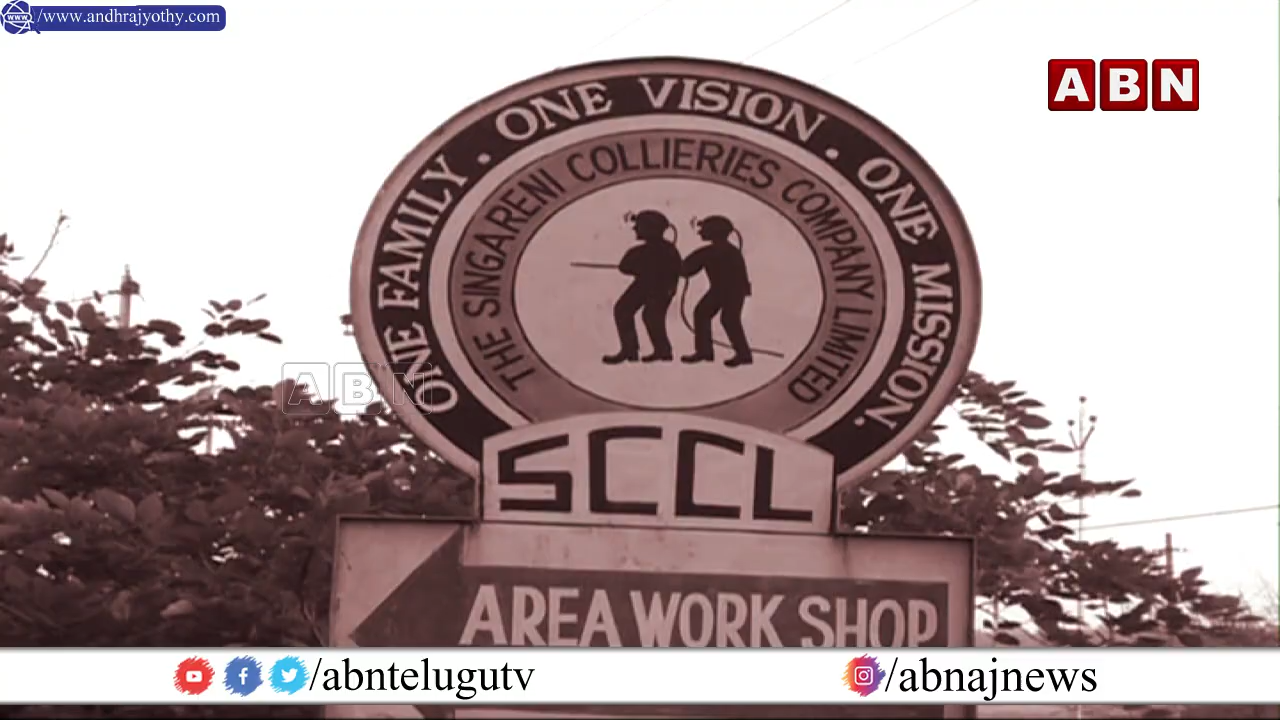 www
/www.andhrajyothy.com
ABN
ONE FAMILY . ONE VISION . ONE MISSION.
THE SINGARENI COLLIERIES COMPANY LIMITED
ABN
SCCL
AREA WORK SHOP
/abntelugutv
/abnajnews